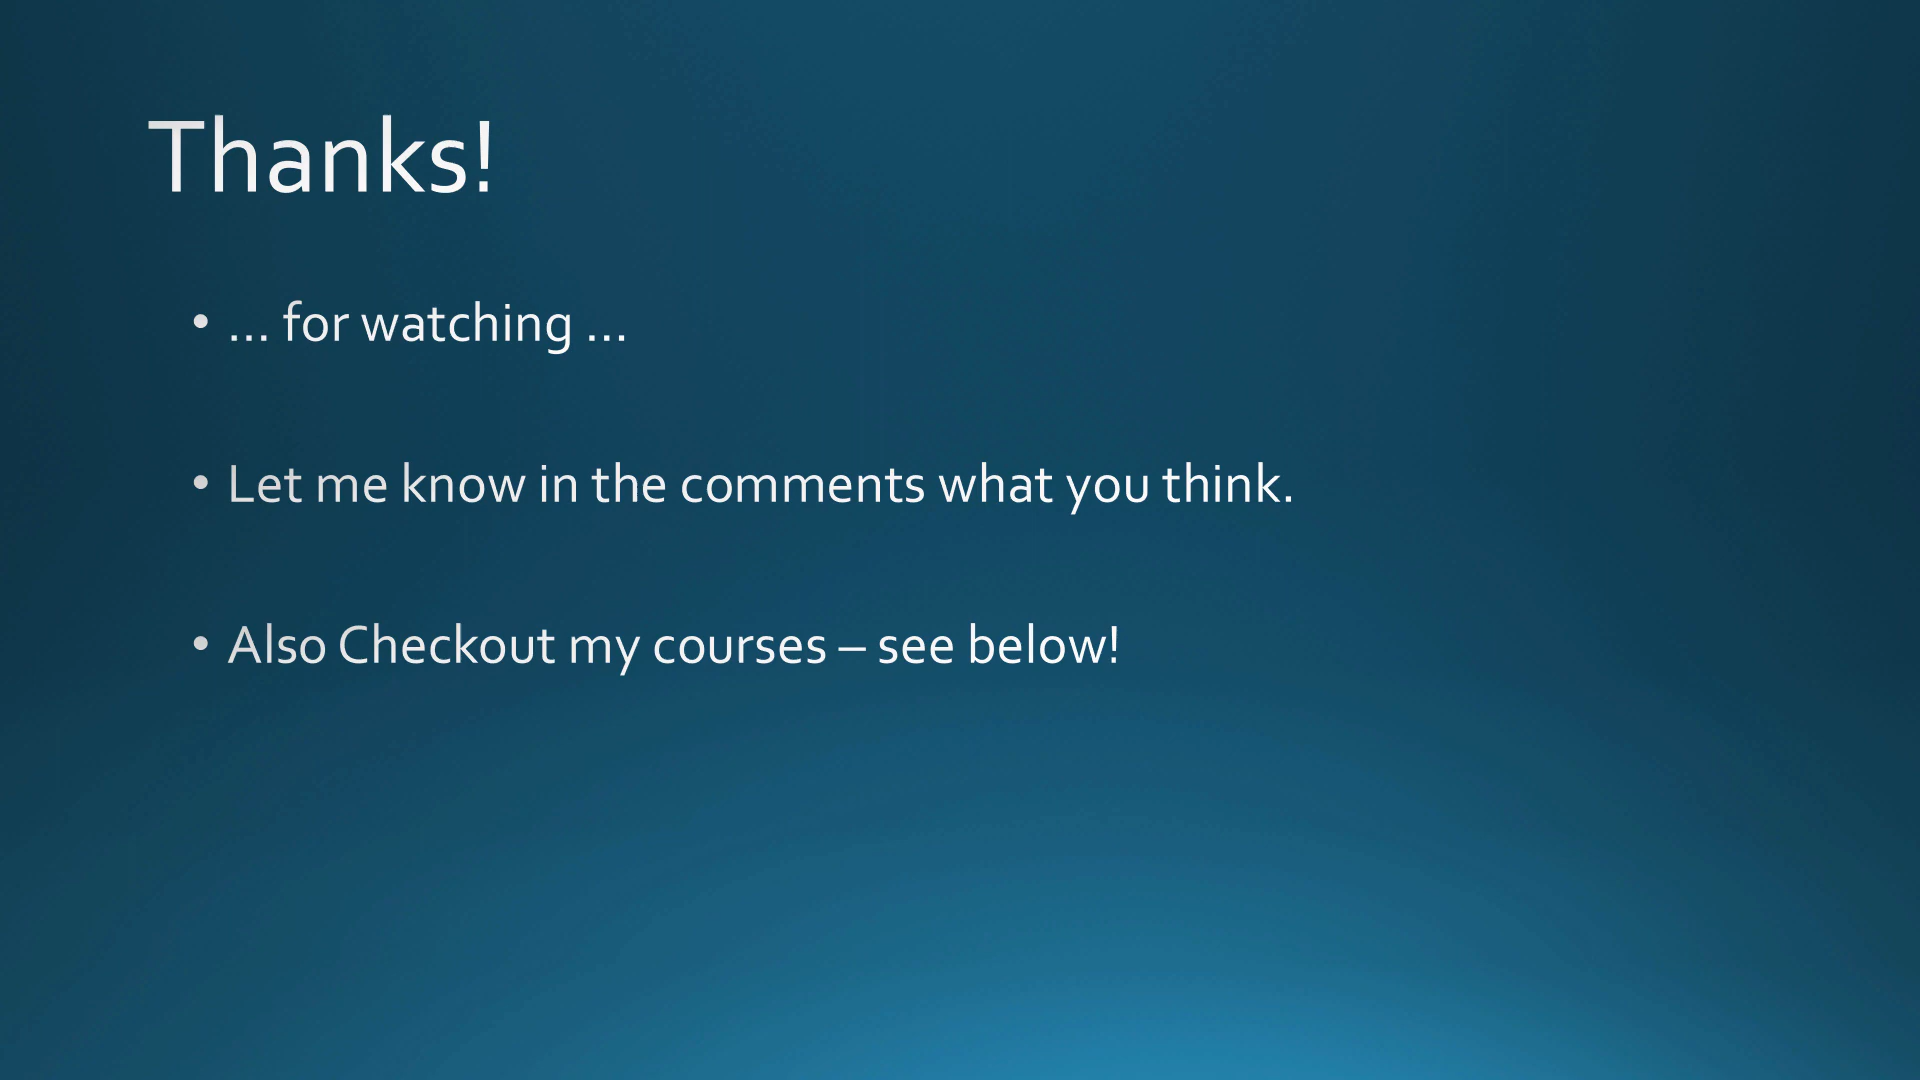 Thanks!
• ... for watching ...
• Let me know in the comments what you think.
• Also Checkout my courses – see below!